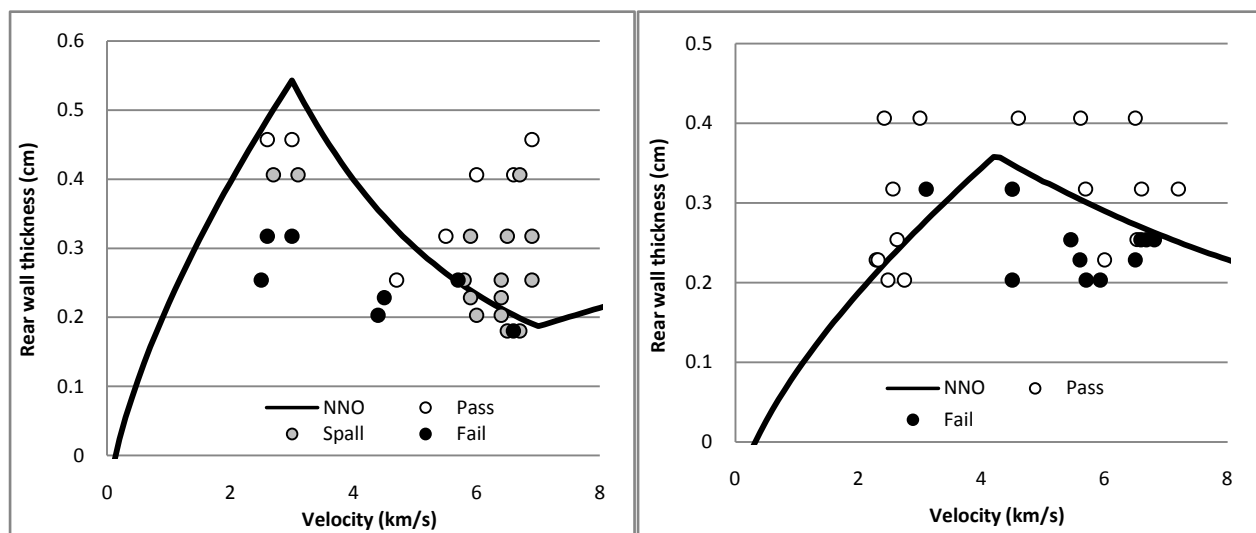 0.6
0.5
0.4
0.3
0.2
0.1
0
Rear wall thickness (cm)
NNO
Pass
Spall
Fail
0
2
4
6
8
Velocity (km/s)
0.5
0.4
0.3
0.2
0.1
0
Rear wall thickness (cm)
NNO
Pass
Fail
0
2
4
6
8
Velocity (km/s)